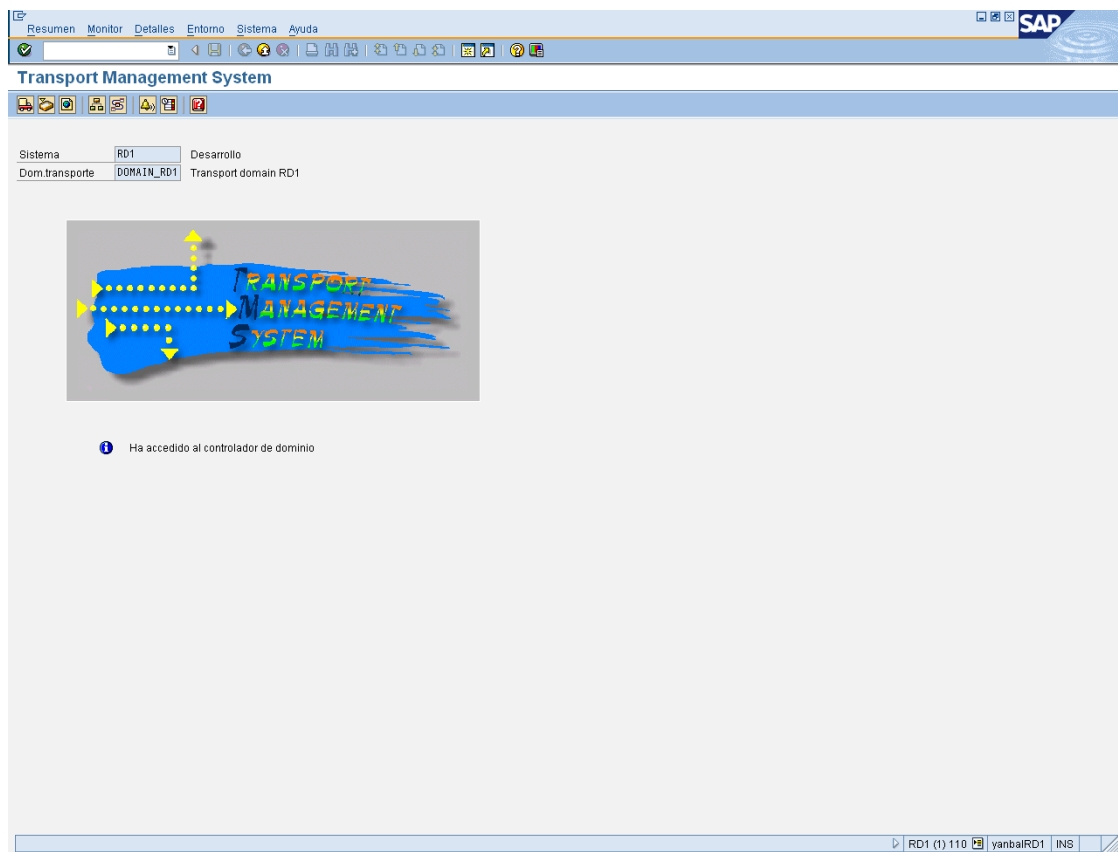 Resumen Monitor Detalles Entorno Sistema Ayuda
SAP
Transport Management System
Sistema RD1 Desarrollo
Dom.transporte DOMAIN_RD1 Transport domain RD1
TRANSPORT
MANAGEMENT
SYSTEM
Ha accedido al controlador de dominio
RD1 (1) 110 yanbalRD1 INS